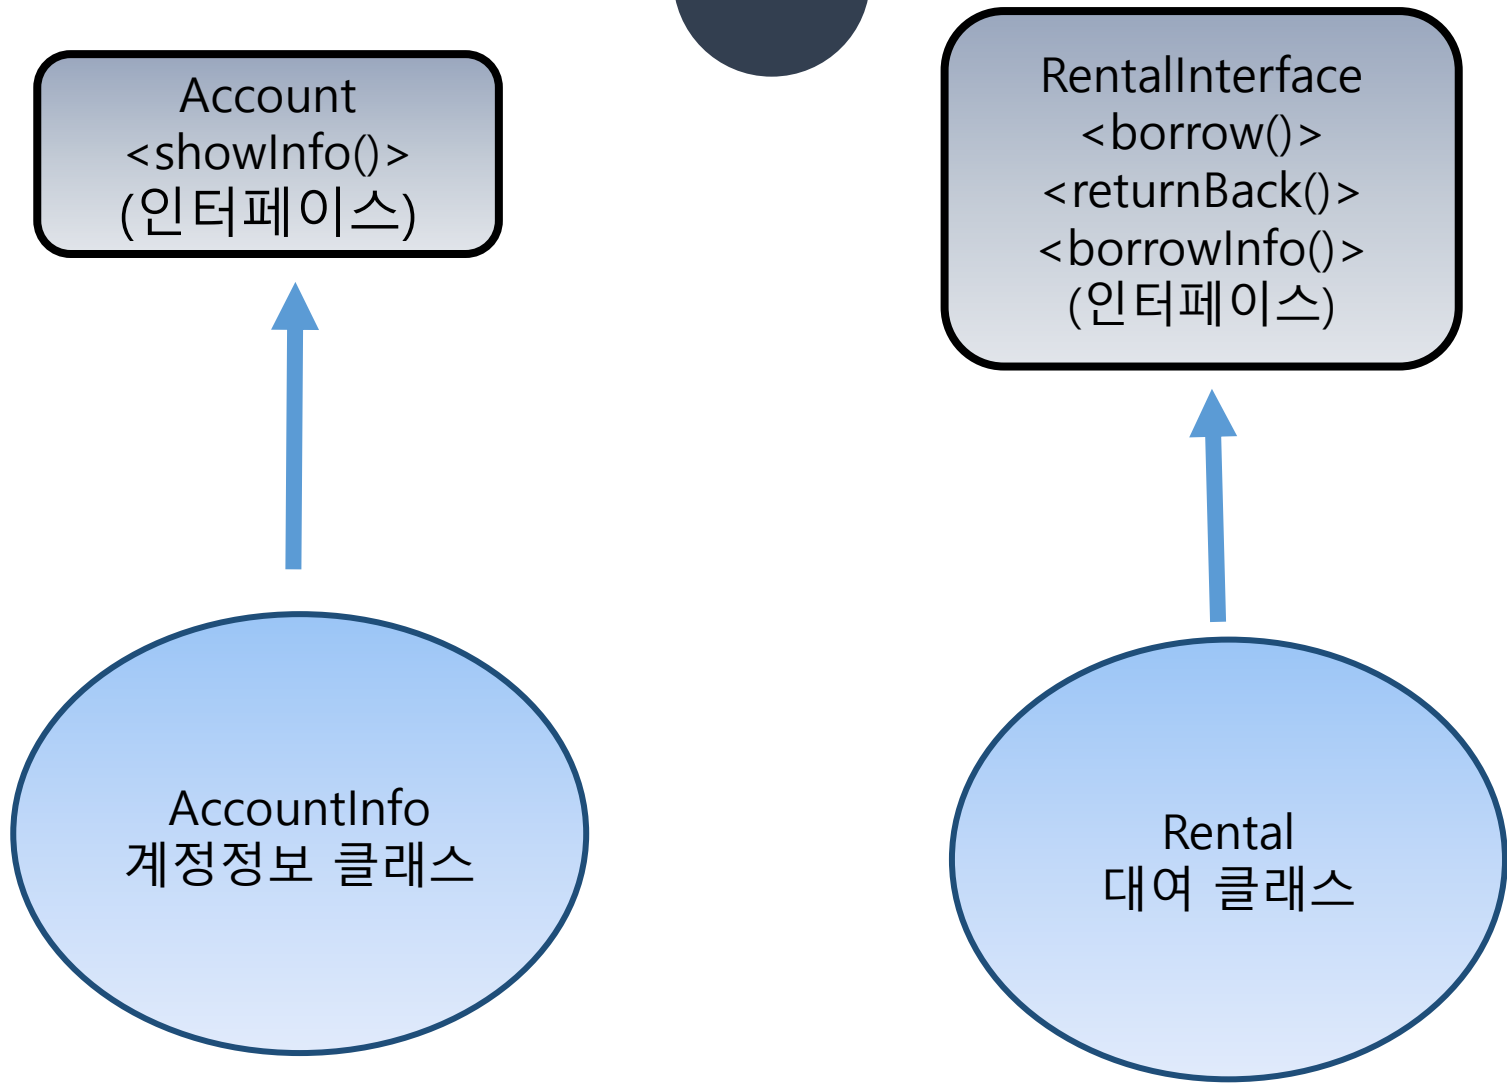 Account
<showInfo()>
(인터페이스)
RentalInterface
<borrow()>
<returnBack()>
<borrowInfo()>
(인터페이스)
AccountInfo
계정정보 클래스
Rental
대여 클래스